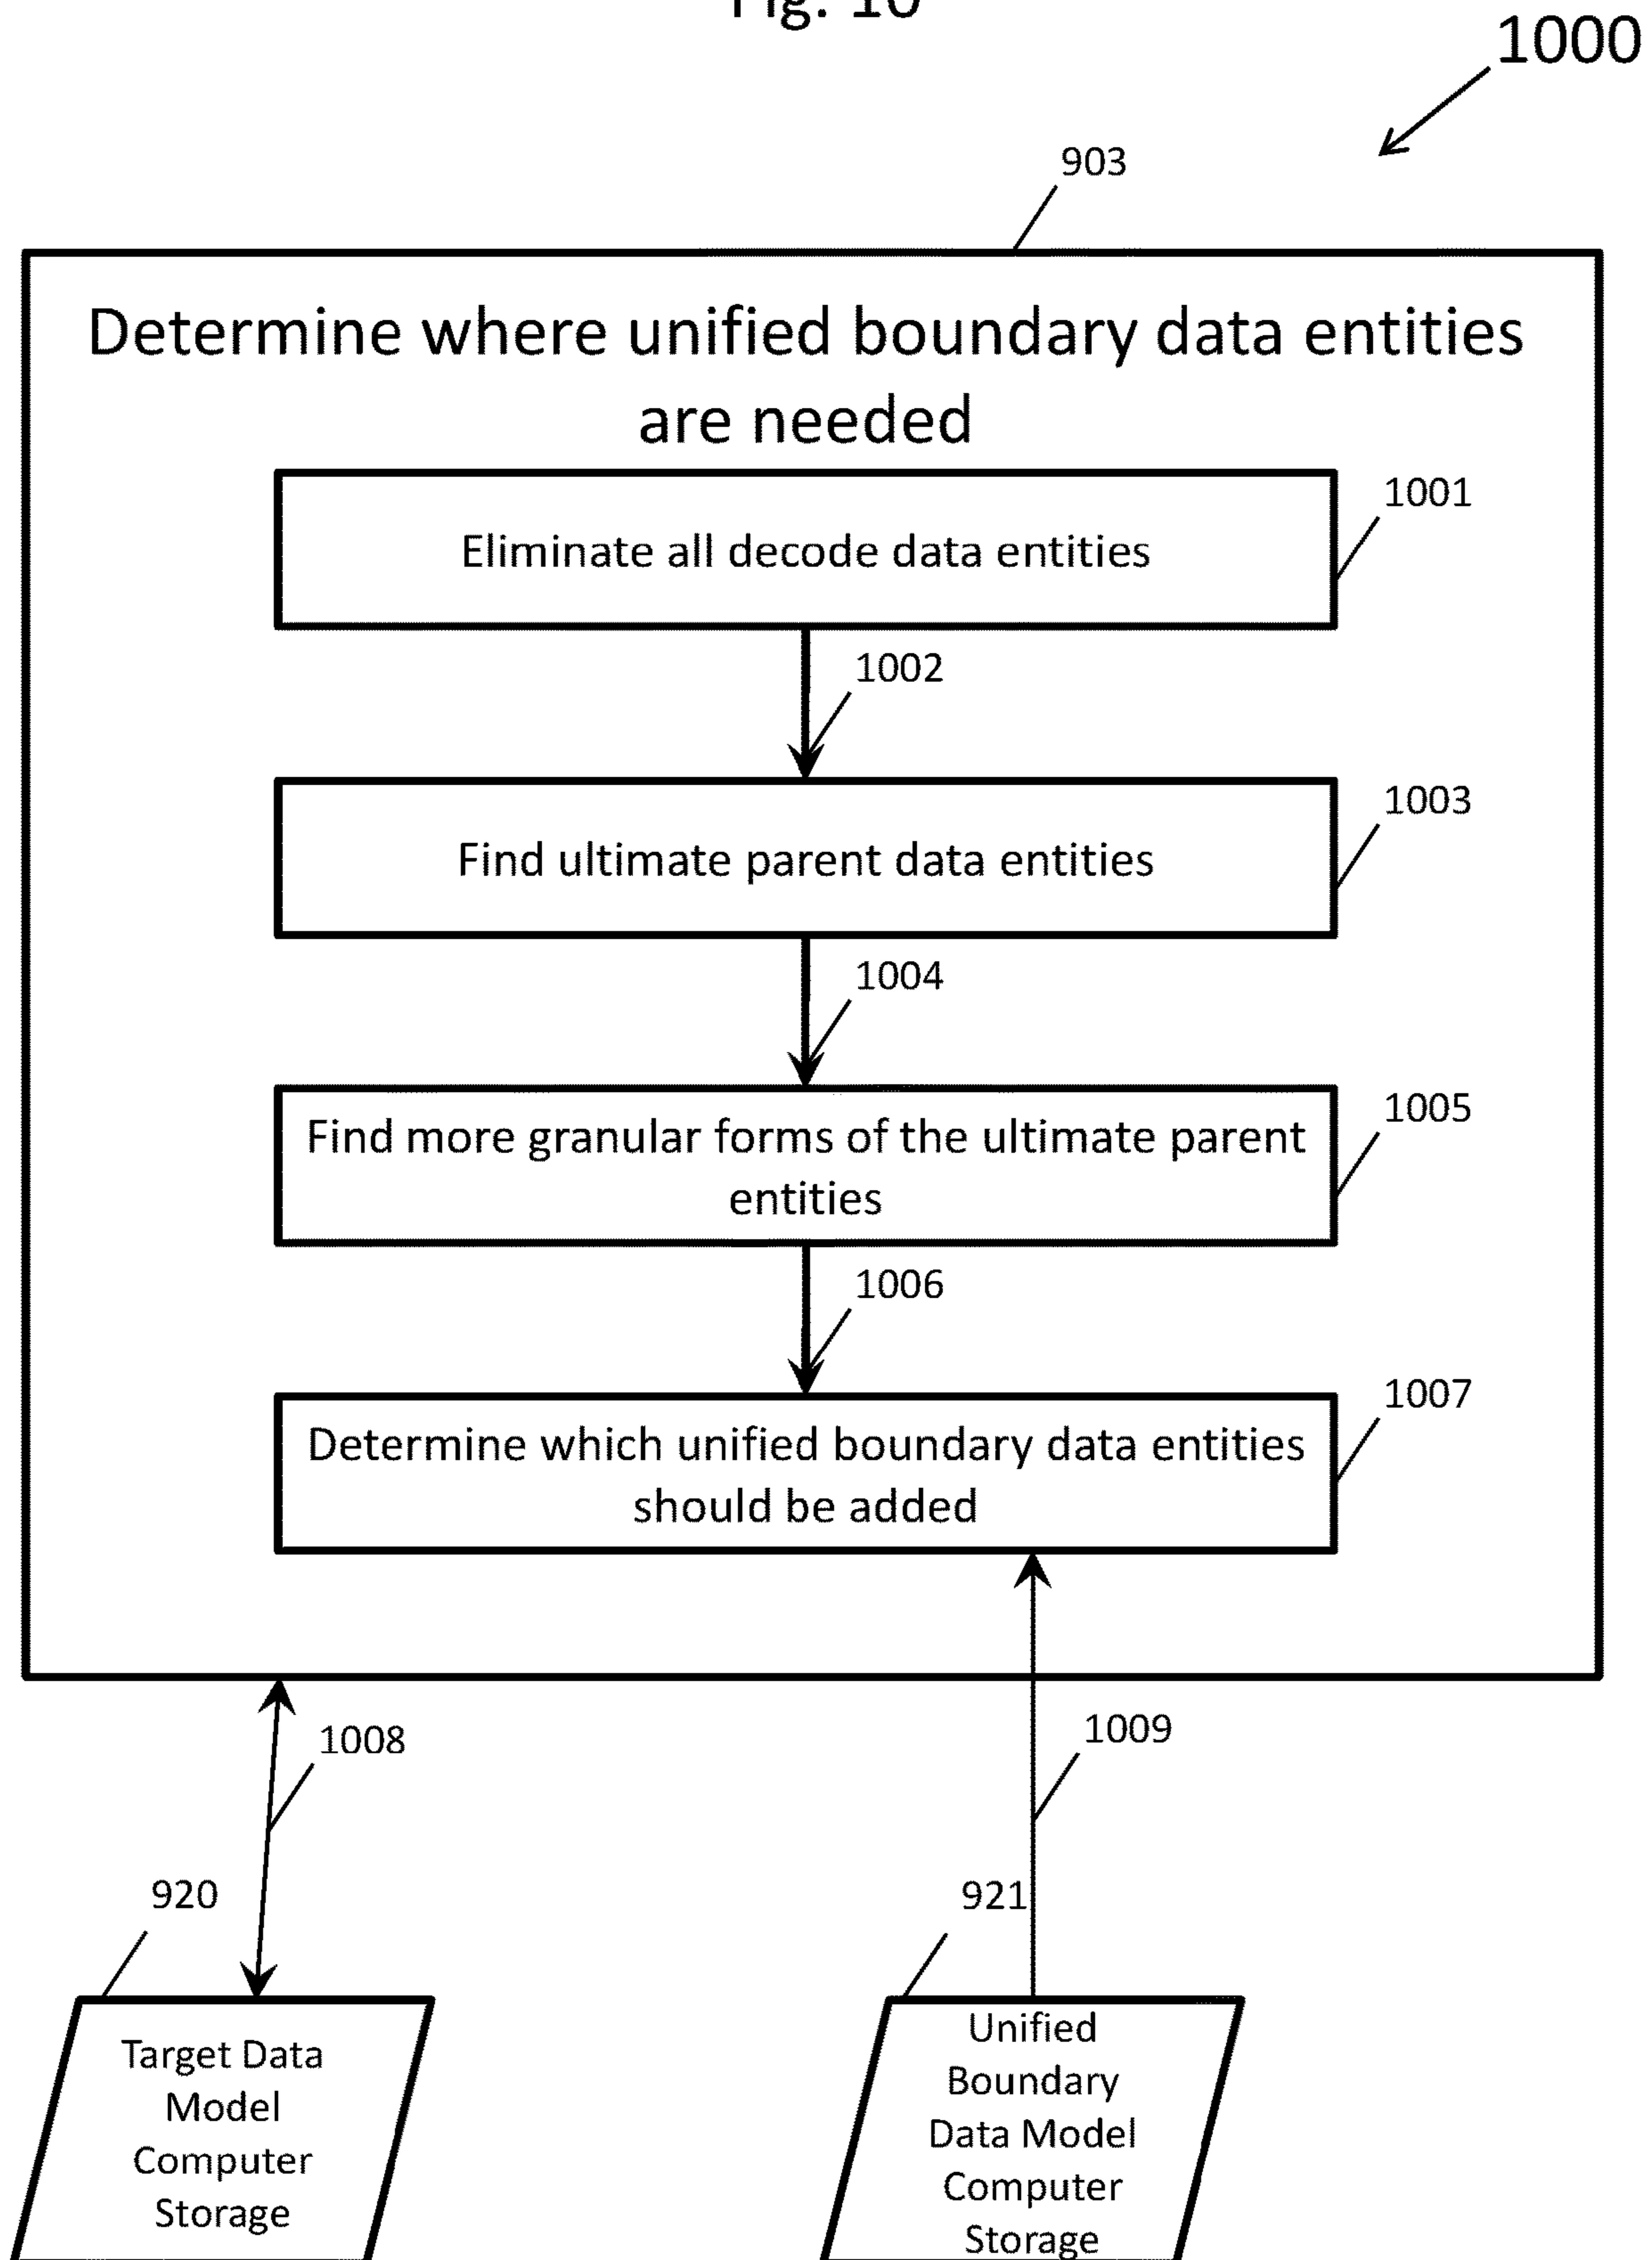 Fig. 10
1000
903
Determine where unified boundary data entities
are needed
1001
Eliminate all decode data entities
1002
1003
Find ultimate parent data entities
1004
1005
Find more granular forms of the ultimate parent
entities
1006
1007
Determine which unified boundary data entities
should be added
1008
1009
920
921
Target Data
Model
Computer
Storage
Unified
Boundary
Data Model
Computer
Storage